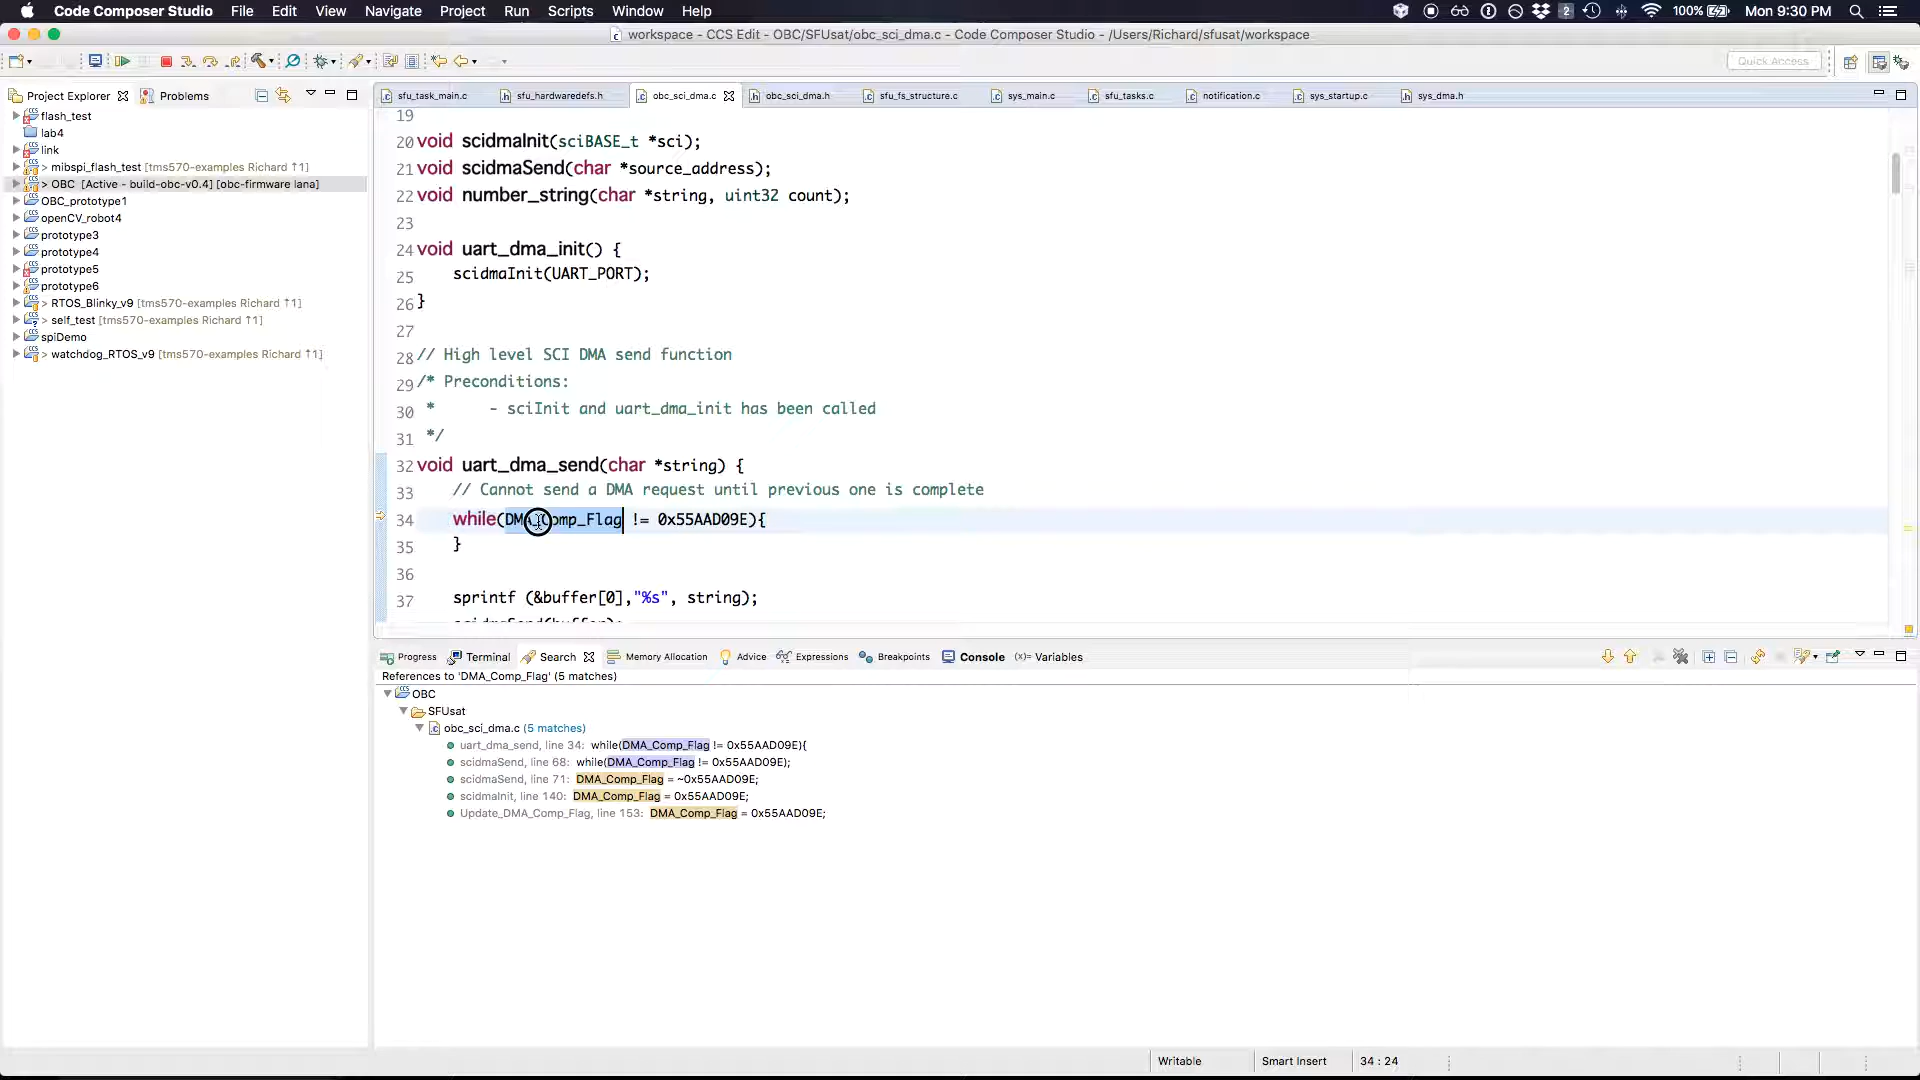 Code Composer Studio File Edit View Navigate Project Run Scripts Window Help
2 100% Mon 9:30 PM
workspace - CCS Edit - OBC/SFUsat/obc_sci_dma.c - Code Composer Studio - /Users/Richard/sfusat/workspace
Quick Access
Project Explorer Problems
sfu_task_main.c sfu_hardwaredefs.h obc_sci_dma.c obc_sci_dma.h sfu_fs_structure.c sys_main.c sfu_tasks.c notification.c sys_startup.c sys_dma.h
flash_test
lab4
link
> mibspi_flash_test [tms570-examples Richard ↑1]
> OBC [Active - build-obc-v0.4] [obc-firmware lana]
OBC_prototype1
openCV_robot4
prototype3
prototype4
prototype5
prototype6
> RTOS_Blinky_v9 [tms570-examples Richard ↑1]
> self_test [tms570-examples Richard ↑1]
spiDemo
> watchdog_RTOS_v9 [tms570-examples Richard ↑1]
19
20 void scidmaInit(sciBASE_t *sci);
21 void scidmaSend(char *source_address);
22 void number_string(char *string, uint32 count);
23
24 void uart_dma_init() {
25 scidmaInit(UART_PORT);
26 }
27
28 // High level SCI DMA send function
29 /* Preconditions:
30 * - sciInit and uart_dma_init has been called
31 */
32 void uart_dma_send(char *string) {
33 // Cannot send a DMA request until previous one is complete
34 while(DMA_Comp_Flag != 0x55AAD09E){
35 }
36
37 sprintf (&buffer[0],"%s", string);
scidmaSend(buffer);
Progress Terminal Search Memory Allocation Advice Expressions Breakpoints Console (x)= Variables
References to 'DMA_Comp_Flag' (5 matches)
OBC
SFUsat
obc_sci_dma.c (5 matches)
uart_dma_send, line 34: while(DMA_Comp_Flag != 0x55AAD09E){
scidmaSend, line 68: while(DMA_Comp_Flag != 0x55AAD09E);
scidmaSend, line 71: DMA_Comp_Flag = ~0x55AAD09E;
scidmaInit, line 140: DMA_Comp_Flag = 0x55AAD09E;
Update_DMA_Comp_Flag, line 153: DMA_Comp_Flag = 0x55AAD09E;
Writable Smart Insert 34 : 24